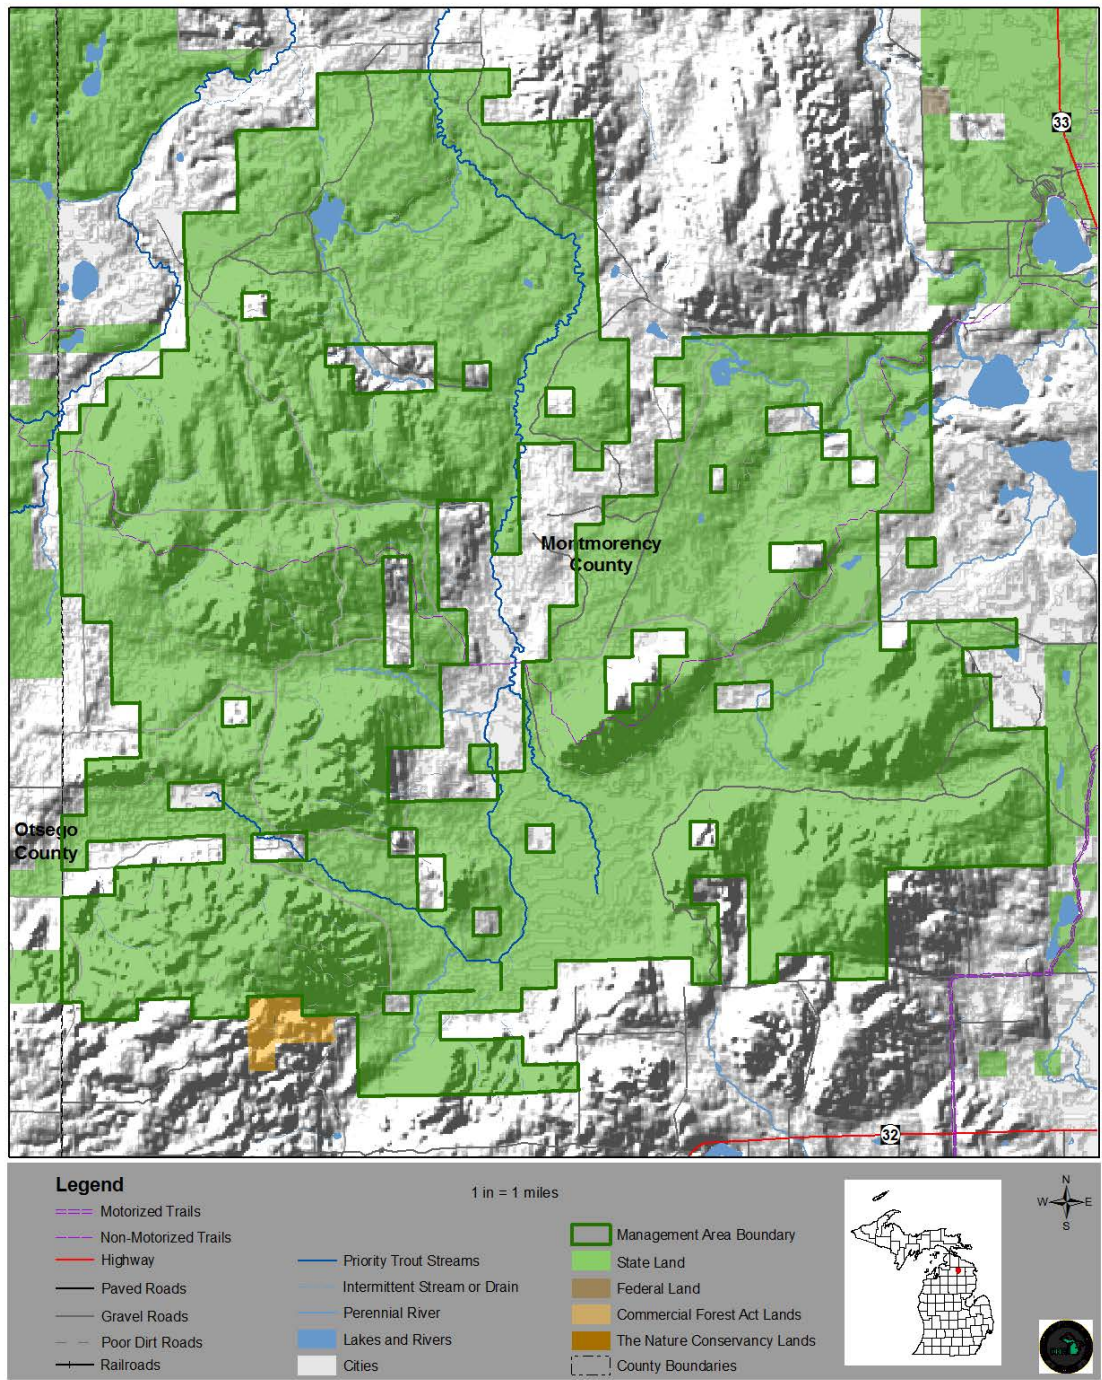 33
Montmorency
County
Otsego
County
32
Legend
Motorized Trails
Non-Motorized Trails
Highway
Paved Roads
Gravel Roads
Poor Dirt Roads
Railroads
1 in = 1 miles
Priority Trout Streams
Intermittent Stream or Drain
Perennial River
Lakes and Rivers
Cities
Management Area Boundary
State Land
Federal Land
Commercial Forest Act Lands
The Nature Conservancy Lands
County Boundaries
N
W E
S